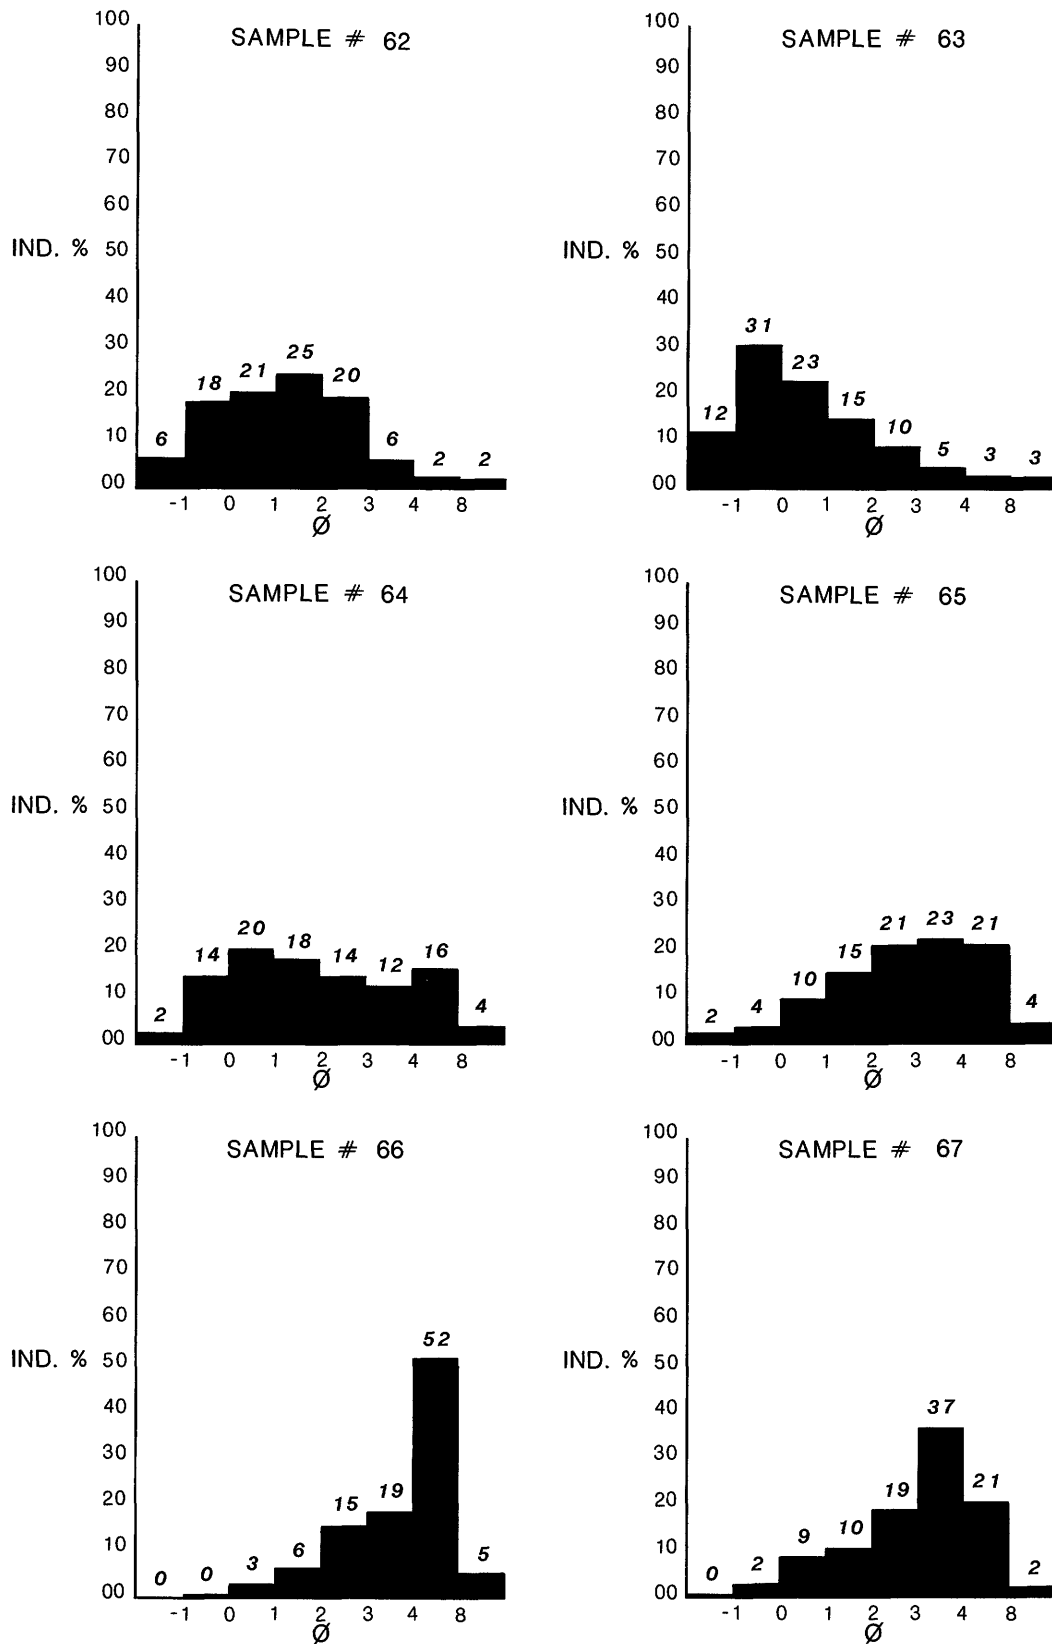 SAMPLE # 62
100
90
80
70
60
IND. % 50
40
30
20
10
00
6 18 21 25 20 6 2 2
-1 0 1 2 3 4 8
Ø
SAMPLE # 63
100
90
80
70
60
IND. % 50
40
30
20
10
00
12 31 23 15 10 5 3 3
-1 0 1 2 3 4 8
Ø
SAMPLE # 64
100
90
80
70
60
IND. % 50
40
30
20
10
00
2 14 20 18 14 12 16 4
-1 0 1 2 3 4 8
Ø
SAMPLE # 65
100
90
80
70
60
IND. % 50
40
30
20
10
00
2 4 10 15 21 23 21 4
-1 0 1 2 3 4 8
Ø
SAMPLE # 66
100
90
80
70
60
IND. % 50
40
30
20
10
00
0 0 3 6 15 19 52 5
-1 0 1 2 3 4 8
Ø
SAMPLE # 67
100
90
80
70
60
IND. % 50
40
30
20
10
00
0 2 9 10 19 37 21 2
-1 0 1 2 3 4 8
Ø